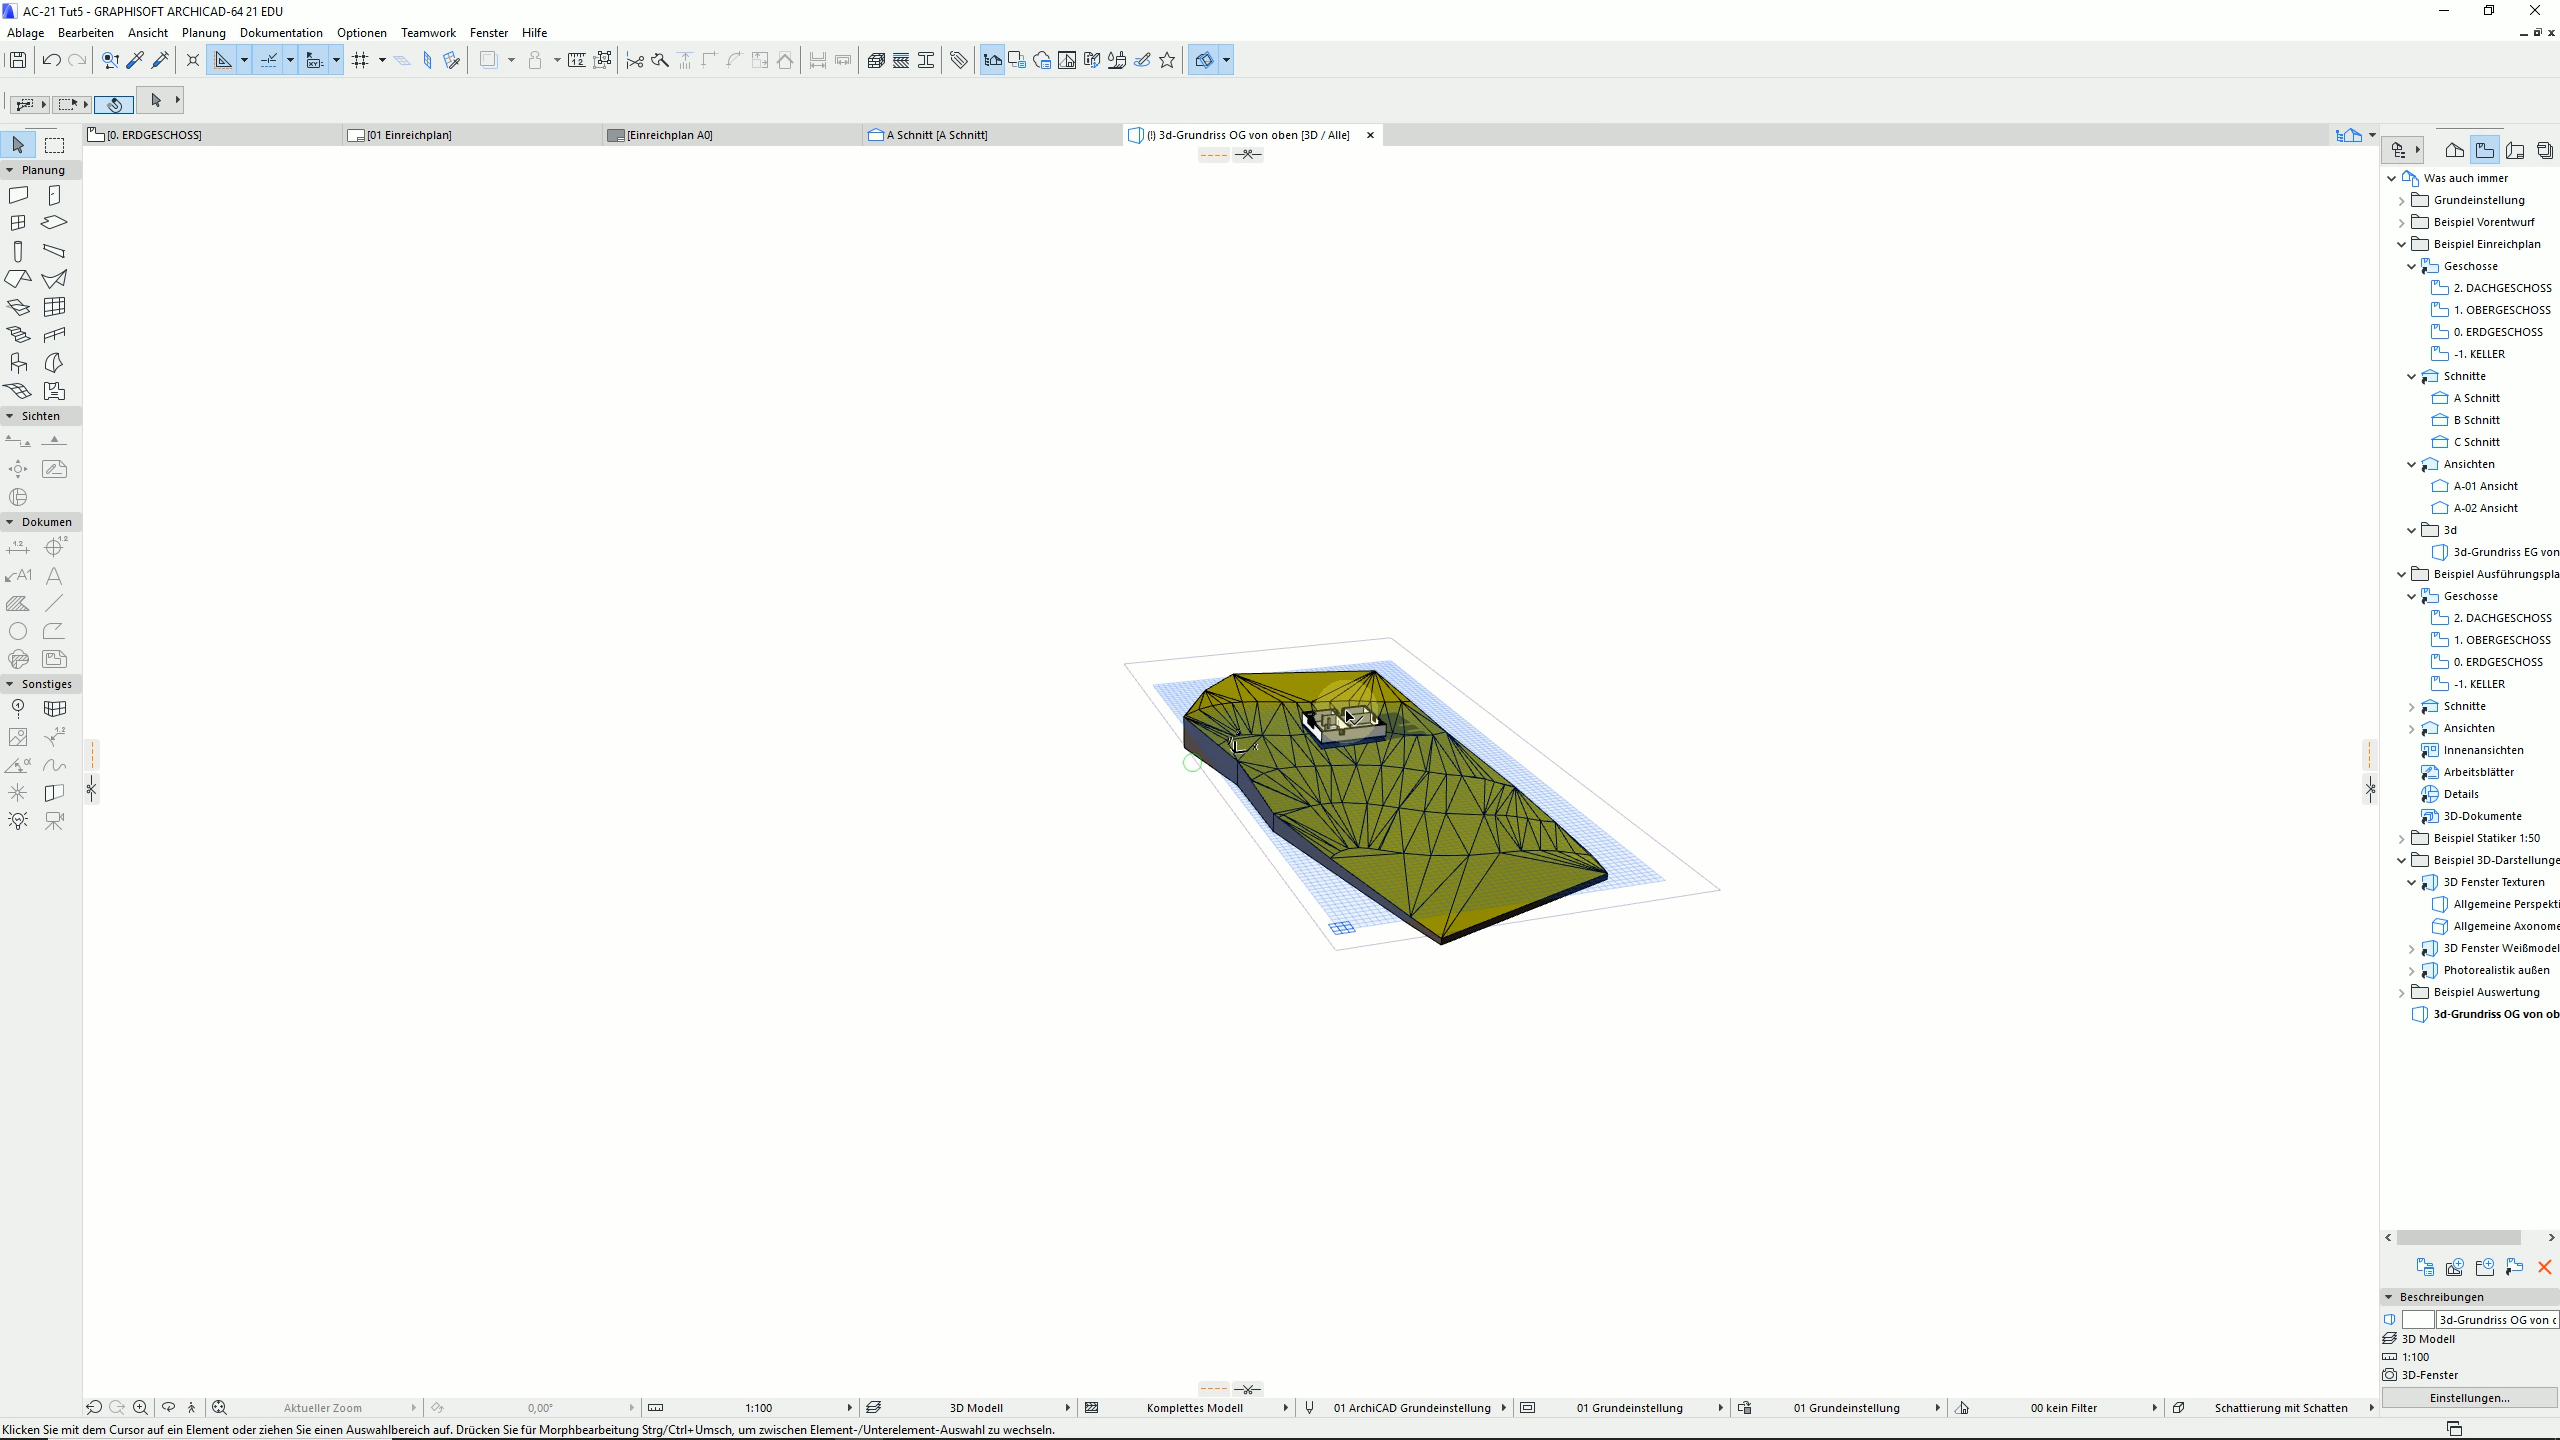 AC-21 Tut5 - GRAPHISOFT ARCHICAD-64 21 EDU
Ablage Bearbeiten Ansicht Planung Dokumentation Optionen Teamwork Fenster Hilfe
[0. ERDGESCHOSS] [01 Einreichplan] [Einreichplan A0] A Schnitt [A Schnitt] (!) 3d-Grundriss OG von oben [3D / Alle]
Planung
Sichten
Dokumen
Sonstiges
Was auch immer
Grundeinstellung
Beispiel Vorentwurf
Beispiel Einreichplan
Geschosse
2. DACHGESCHOSS
1. OBERGESCHOSS
0. ERDGESCHOSS
-1. KELLER
Schnitte
A Schnitt
B Schnitt
C Schnitt
Ansichten
A-01 Ansicht
A-02 Ansicht
3d
3d-Grundriss EG von
Beispiel Ausführungspla
Geschosse
2. DACHGESCHOSS
1. OBERGESCHOSS
0. ERDGESCHOSS
-1. KELLER
Schnitte
Ansichten
Innenansichten
Arbeitsblätter
Details
3D-Dokumente
Beispiel Statiker 1:50
Beispiel 3D-Darstellunge
3D Fenster Texturen
Allgemeine Perspekti
Allgemeine Axonome
3D Fenster Weißmodel
Photorealistik außen
Beispiel Auswertung
3d-Grundriss OG von ob
Beschreibungen
3d-Grundriss OG von o
3D Modell
1:100
3D-Fenster
Einstellungen...
Aktueller Zoom 0,00° 1:100 3D Modell Komplettes Modell 01 ArchiCAD Grundeinstellung 01 Grundeinstellung 01 Grundeinstellung 00 kein Filter Schattierung mit Schatten
Klicken Sie mit dem Cursor auf ein Element oder ziehen Sie einen Auswahlbereich auf. Drücken Sie für Morphbearbeitung Strg/Ctrl+Umsch, um zwischen Element-/Unterelement-Auswahl zu wechseln.